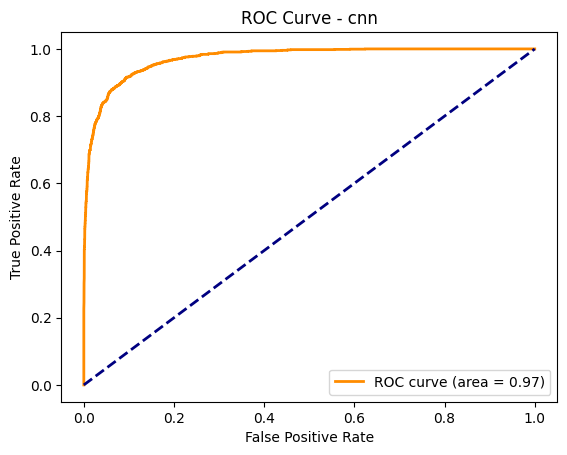 ROC Curve - cnn
True Positive Rate
1.0
0.8
0.6
0.4
0.2
0.0
ROC curve (area = 0.97)
0.0 0.2 0.4 0.6 0.8 1.0
False Positive Rate